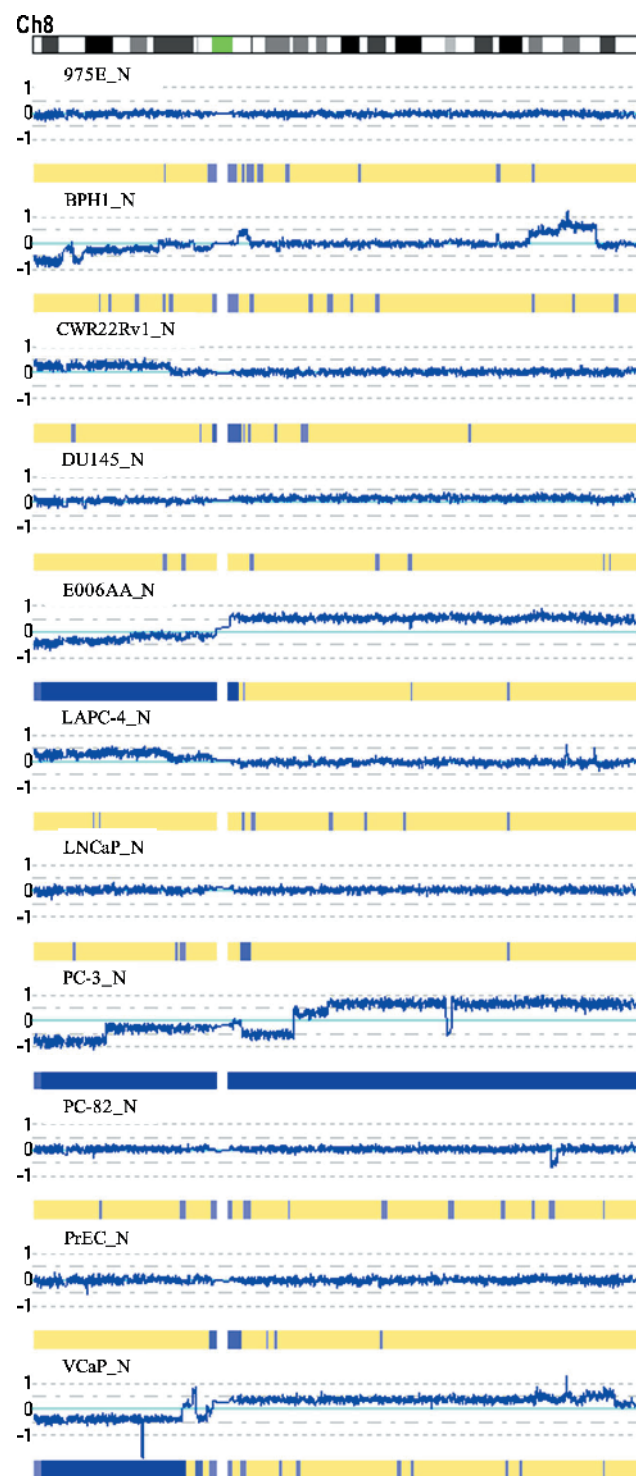 Ch8
975E_N
1
0
-1
BPH1_N
1
0
-1
CWR22Rv1_N
1
0
-1
DU145_N
1
0
-1
E006AA_N
1
0
-1
LAPC-4_N
1
0
-1
LNCaP_N
1
0
-1
PC-3_N
1
0
-1
PC-82_N
1
0
-1
PrEC_N
1
0
-1
VCaP_N
1
0
-1